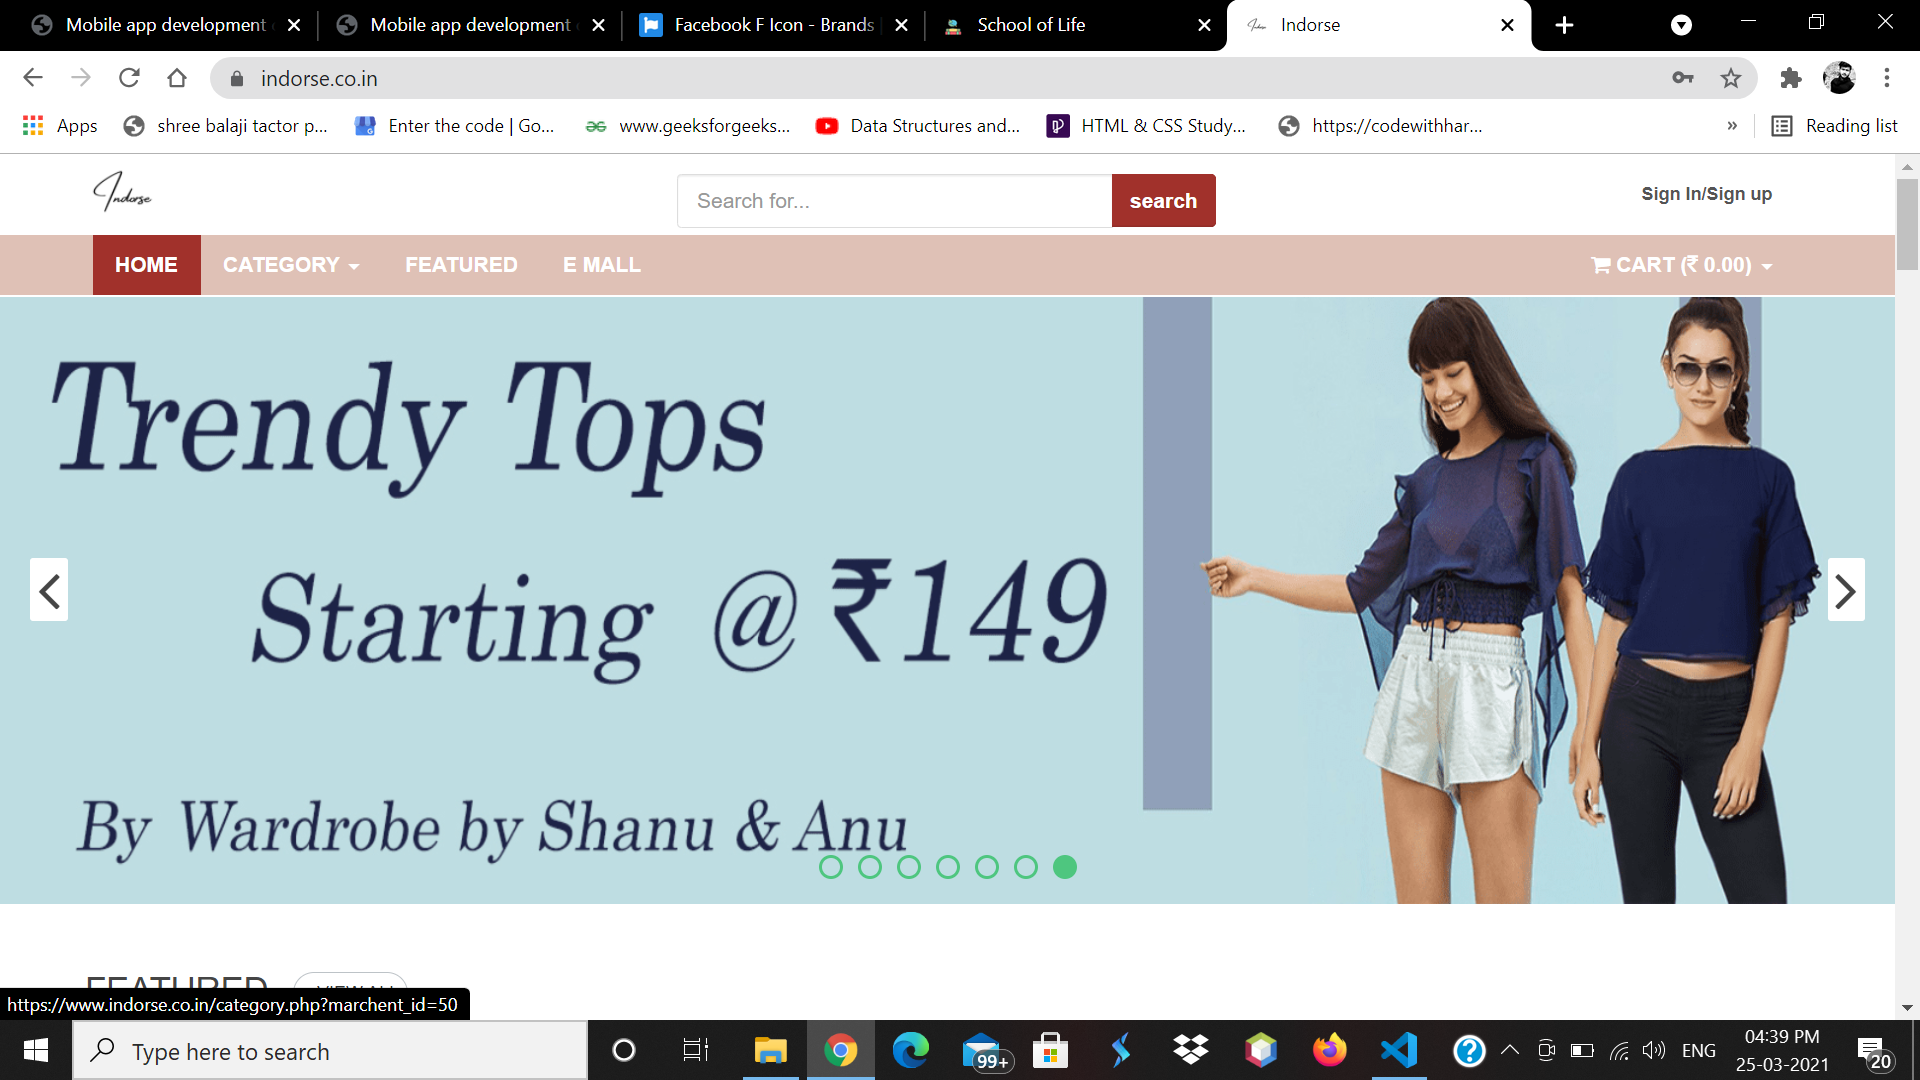 Mobile app development
Mobile app development
Facebook F Icon - Brands
School of Life
Indorse
indorse.co.in
Apps
shree balaji tactor p...
Enter the code | Go...
www.geeksforgeeks...
Data Structures and...
HTML & CSS Study...
https://codewithhar...
»
Reading list
Indorse
Search for...
search
Sign In/Sign up
HOME
CATEGORY
FEATURED
E MALL
CART (₹ 0.00)
Trendy Tops
Starting @ ₹149
By Wardrobe by Shanu & Anu
FEATURED
VIEW ALL
https://www.indorse.co.in/category.php?marchent_id=50
Type here to search
99+
ENG
04:39 PM
25-03-2021
20